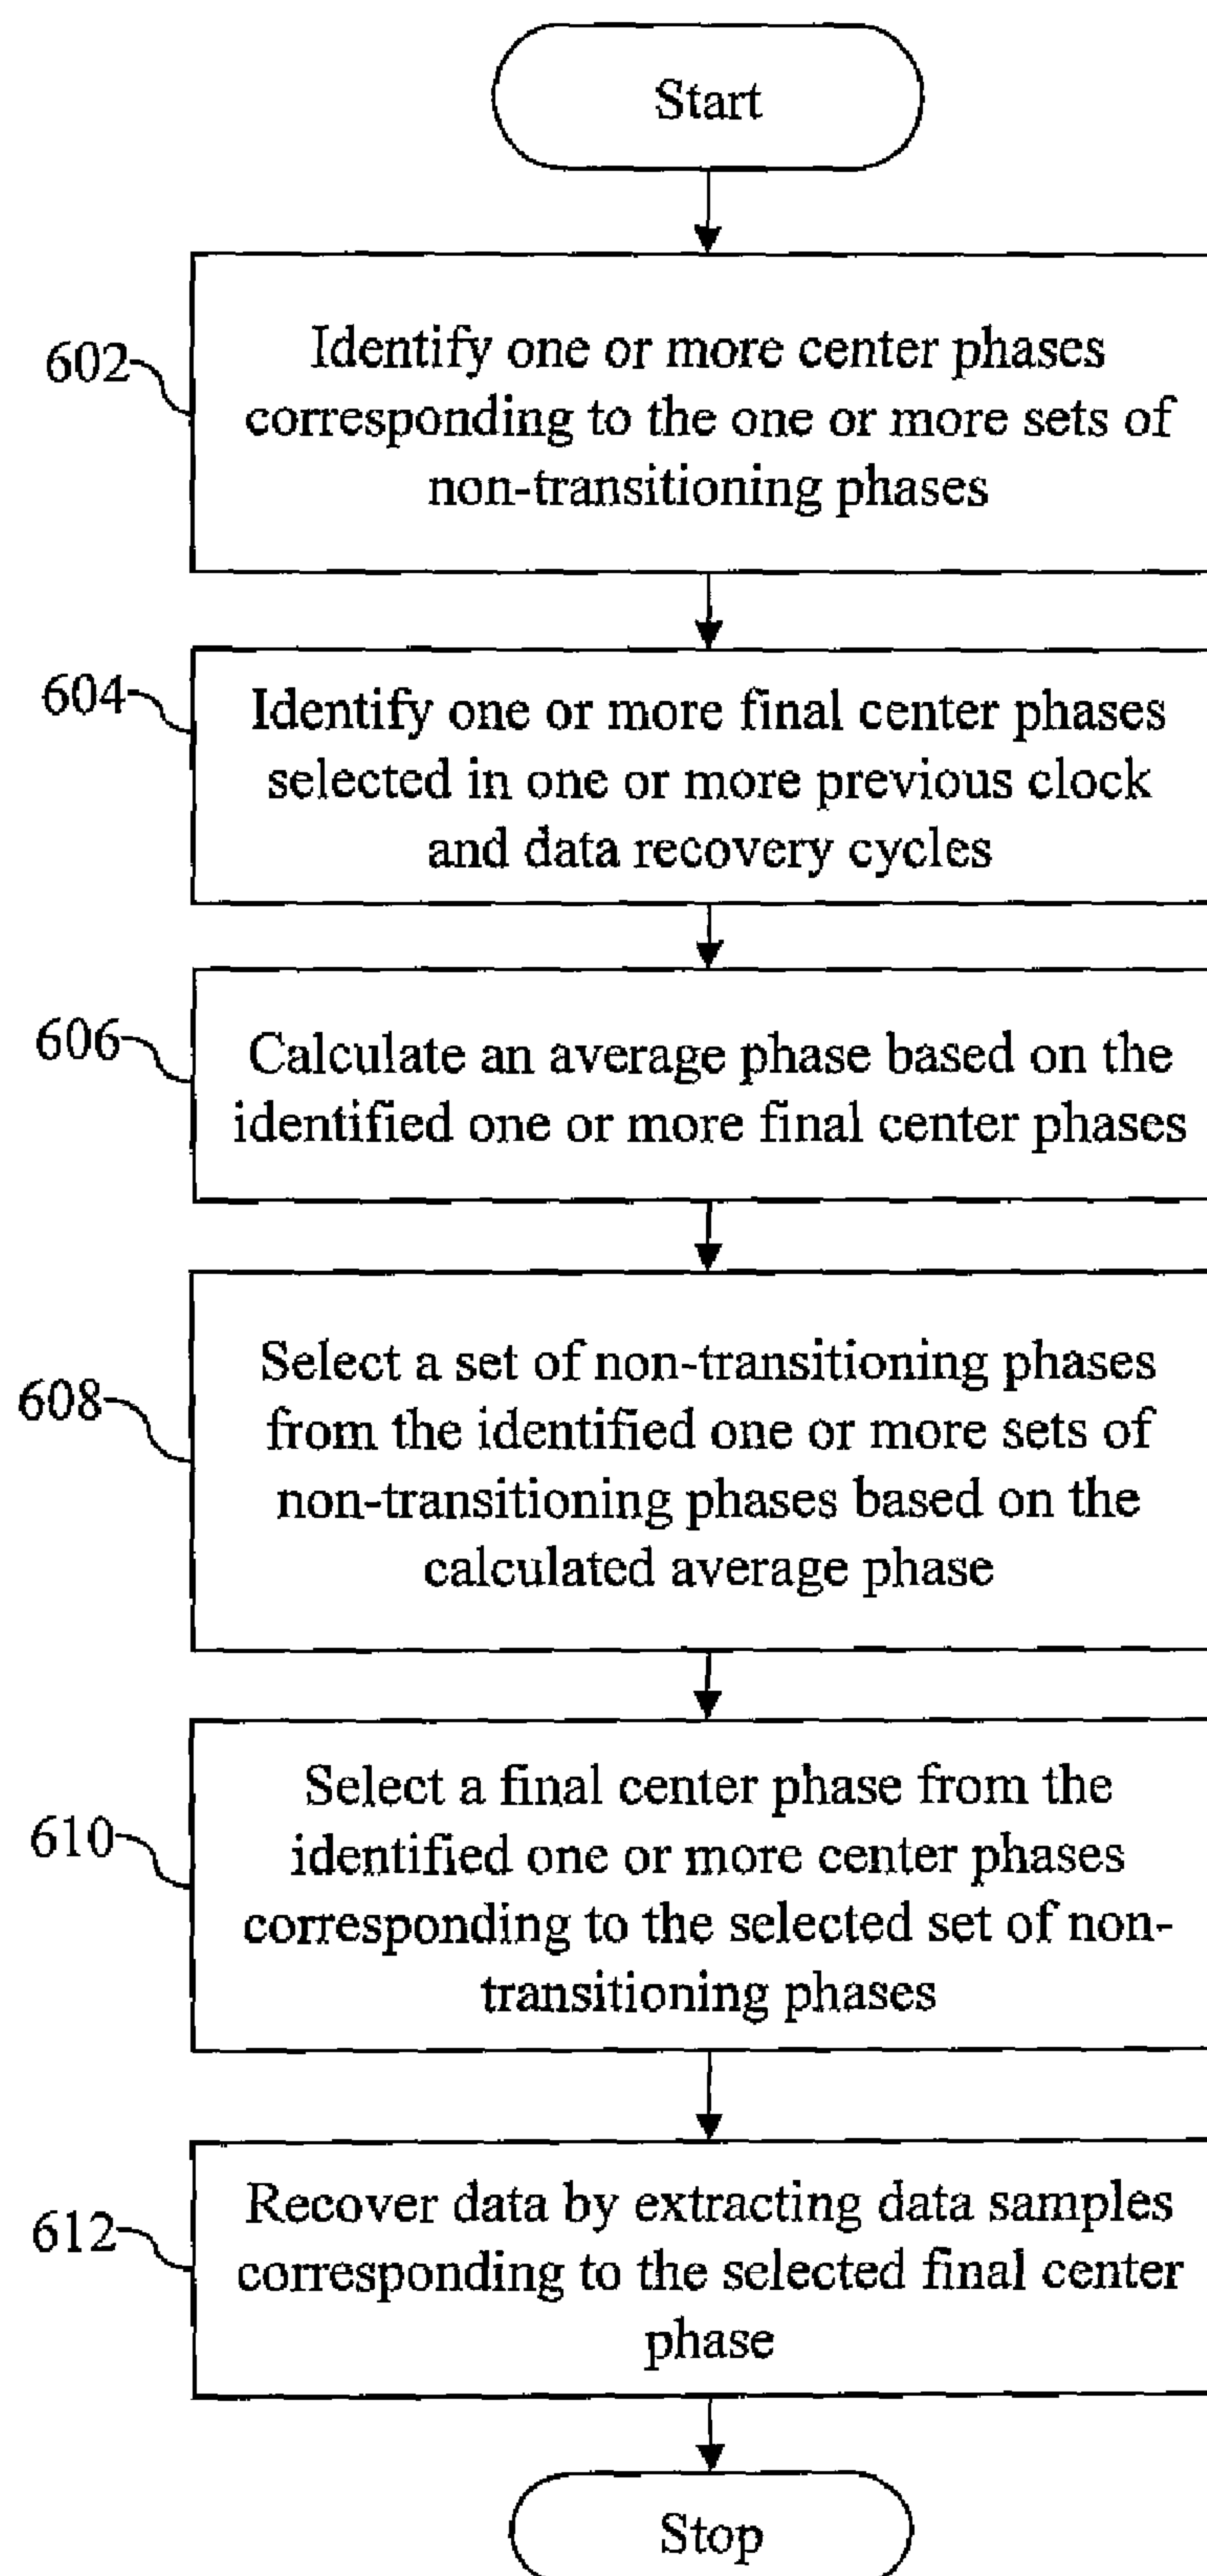 Start
602
Identify one or more center phases
corresponding to the one or more sets of
non-transitioning phases
604
Identify one or more final center phases
selected in one or more previous clock
and data recovery cycles
606
Calculate an average phase based on the
identified one or more final center phases
608
Select a set of non-transitioning phases
from the identified one or more sets of
non-transitioning phases based on the
calculated average phase
610
Select a final center phase from the
identified one or more center phases
corresponding to the selected set of non-
transitioning phases
612
Recover data by extracting data samples
corresponding to the selected final center
phase
Stop